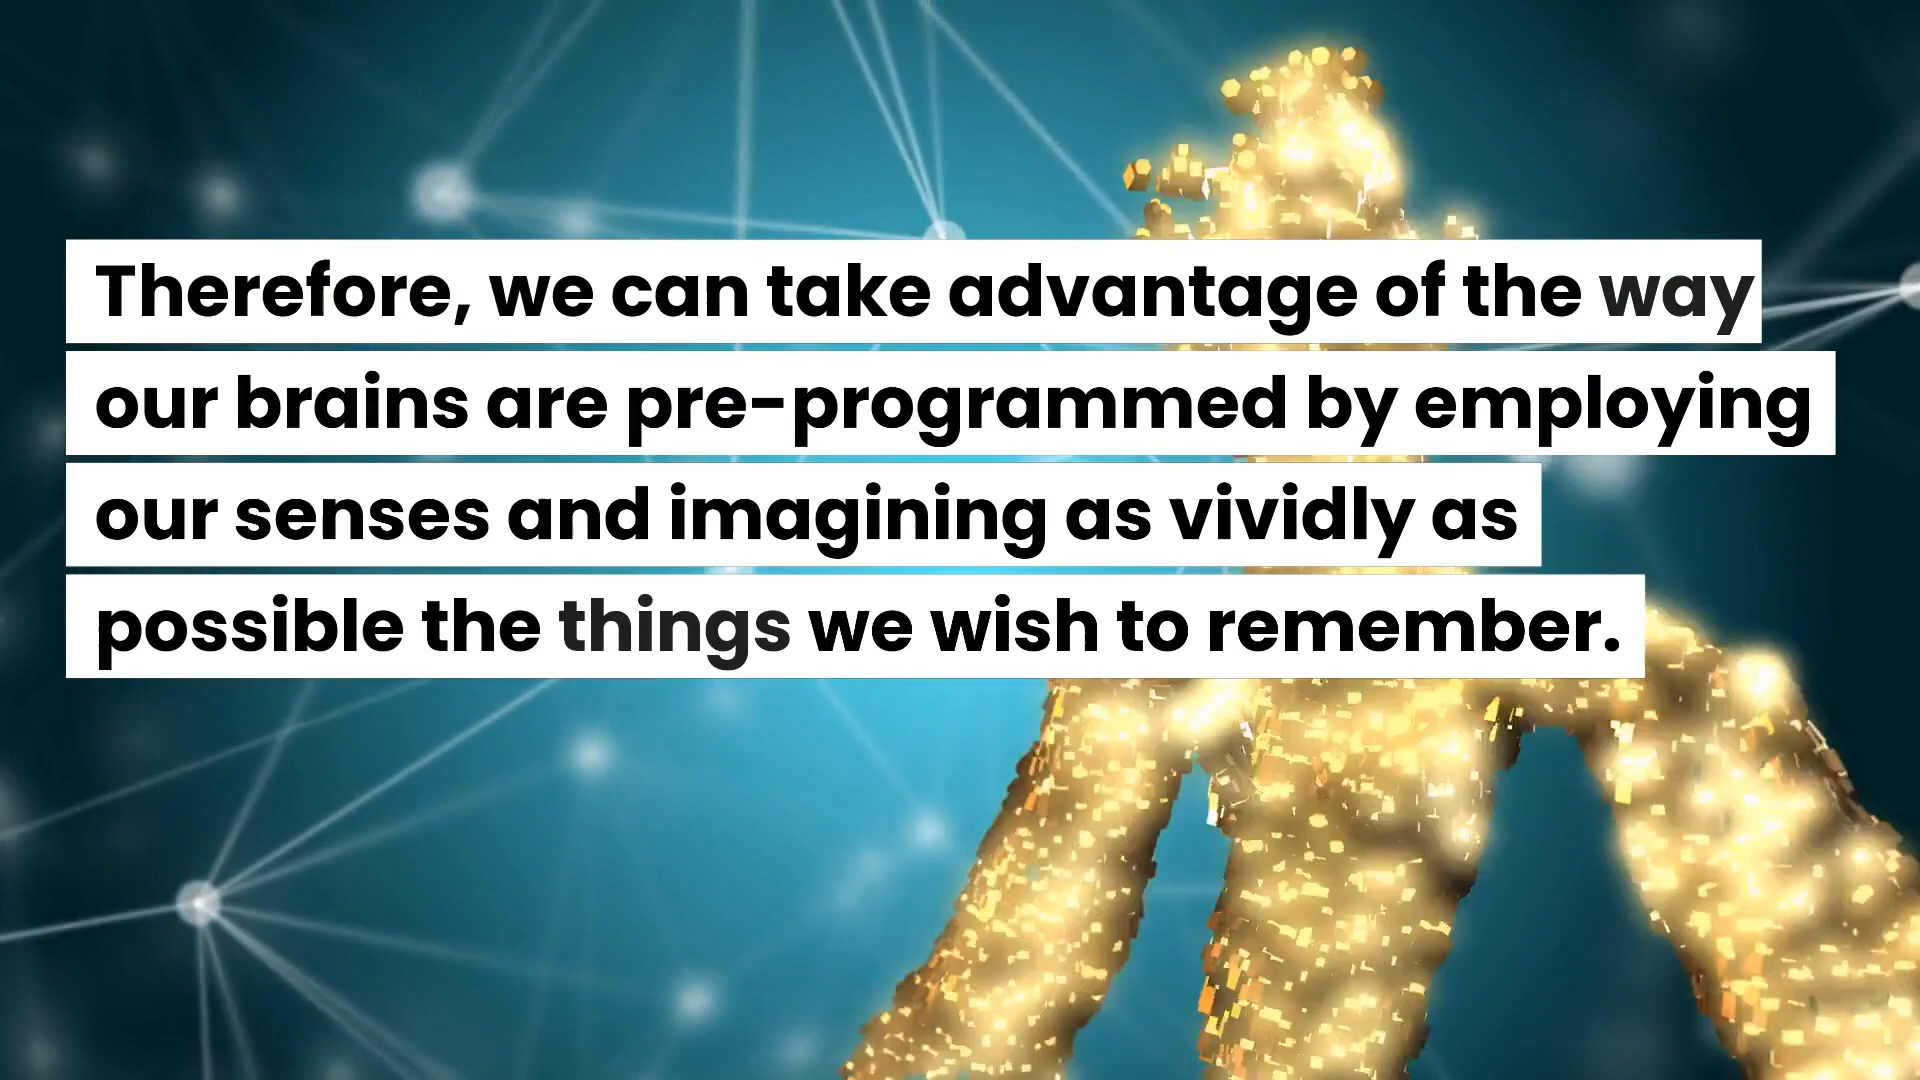 Therefore, we can take advantage of the way
our brains are pre-programmed by employing
our senses and imagining as vividly as
possible the things we wish to remember.